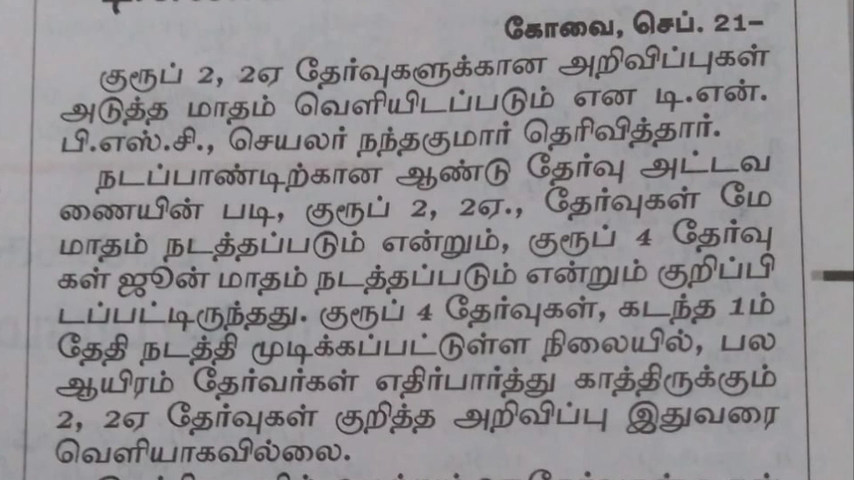 கோவை, செப். 21–
குரூப் 2, 2ஏ தேர்வுகளுக்கான அறிவிப்புகள்
அடுத்த மாதம் வெளியிடப்படும் என டி.என்.
பி.எஸ்.சி., செயலர் நந்தகுமார் தெரிவித்தார்.
நடப்பாண்டிற்கான ஆண்டு தேர்வு அட்டவ
ணையின் படி, குரூப் 2, 2ஏ., தேர்வுகள் மே
மாதம் நடத்தப்படும் என்றும், குரூப் 4 தேர்வு
கள் ஜூன் மாதம் நடத்தப்படும் என்றும் குறிப்பி
டப்பட்டிருந்தது. குரூப் 4 தேர்வுகள், கடந்த 1ம்
தேதி நடத்தி முடிக்கப்பட்டுள்ள நிலையில், பல
ஆயிரம் தேர்வர்கள் எதிர்பார்த்து காத்திருக்கும்
2, 2ஏ தேர்வுகள் குறித்த அறிவிப்பு இதுவரை
வெளியாகவில்லை.